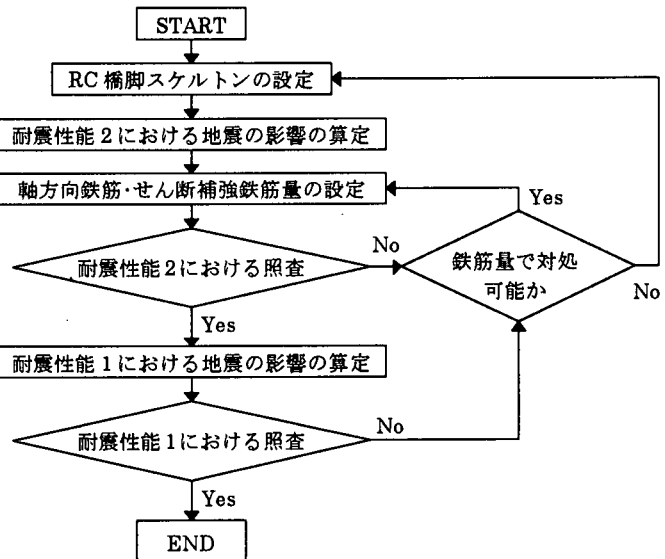 START
RC 橋脚スケルトンの設定
耐震性能2における地震の影響の算定
軸方向鉄筋・せん断補強鉄筋量の設定
Yes
耐震性能2における照査
No
鉄筋量で対処
可能か
No
Yes
耐震性能1における地震の影響の算定
耐震性能1における照査
No
Yes
END